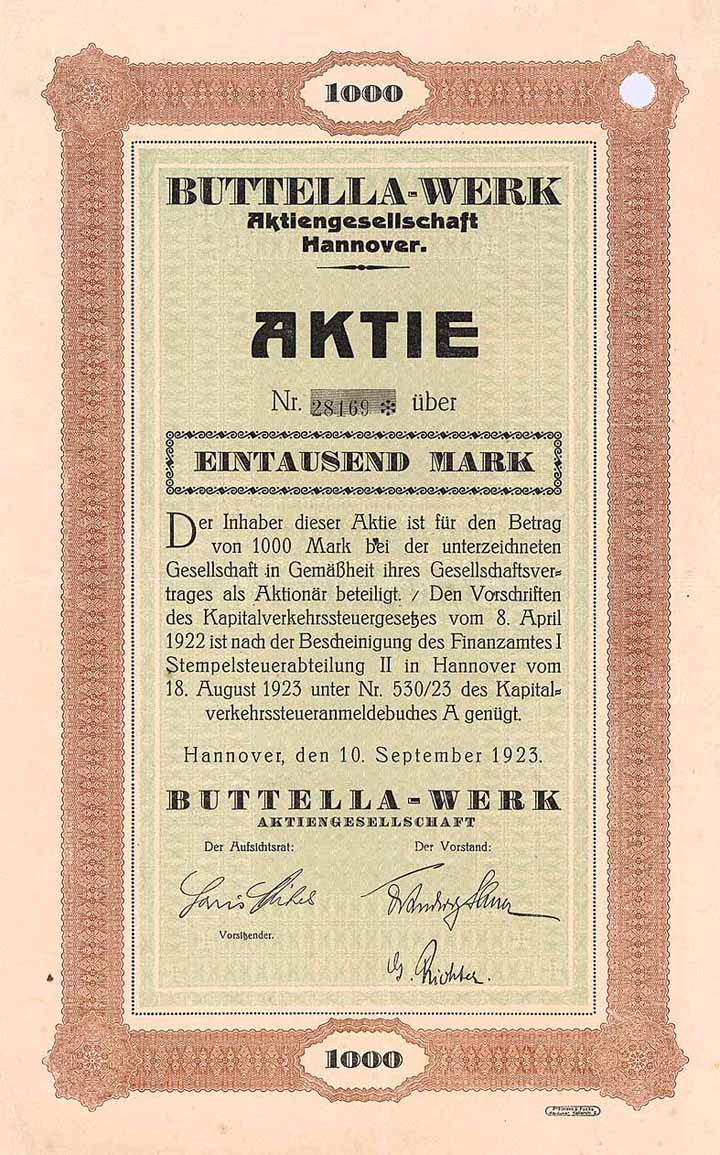 1000
BUTTELLA-WERK
Aktiengesellschaft
Hannover.
AKTIE
Nr. 28169 ✻ über
EINTAUSEND MARK
Der Inhaber dieser Aktie ist für den Betrag
von 1000 Mark bei der unterzeichneten
Gesellschaft in Gemäßheit ihres Gesellschaftsver=
trages als Aktionär beteiligt. / Den Vorschriften
des Kapitalverkehrssteuergesetzes vom 8. April
1922 ist nach der Bescheinigung des Finanzamtes I
Stempelsteuerabteilung II in Hannover vom
18. August 1923 unter Nr. 530/23 des Kapital=
verkehrssteueranmeldebuches A genügt.
Hannover, den 10. September 1923.
BUTTELLA-WERK
AKTIENGESELLSCHAFT
Der Aufsichtsrat: Der Vorstand:
Vorsitzender.
G. Richter.
1000